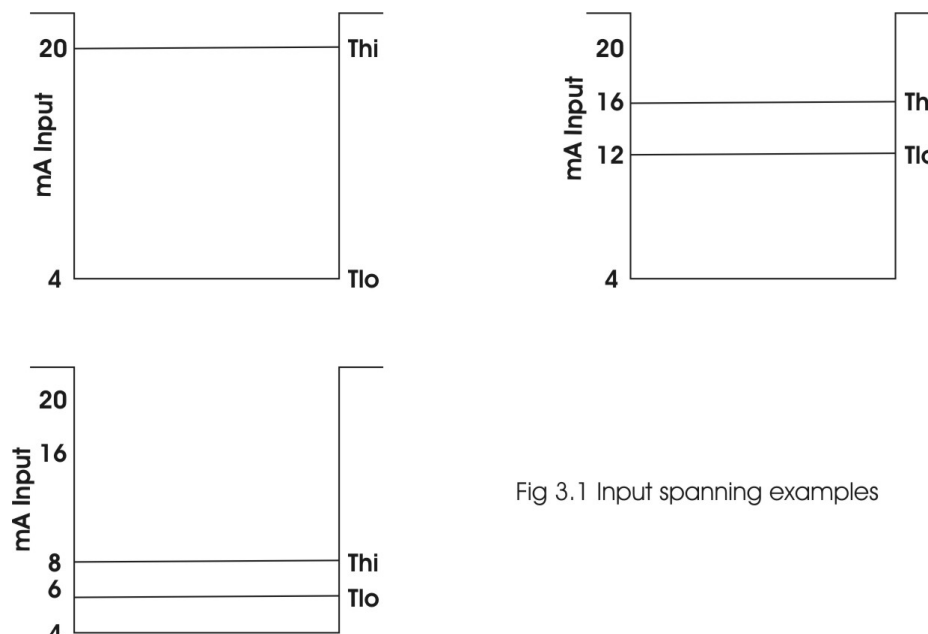 20 Thi
mA Input
4 Tlo
20
16 Th
mA Input
12 Tlo
4
20
16
mA Input
8 Thi
6
Tlo
4
Fig 3.1 Input spanning examples